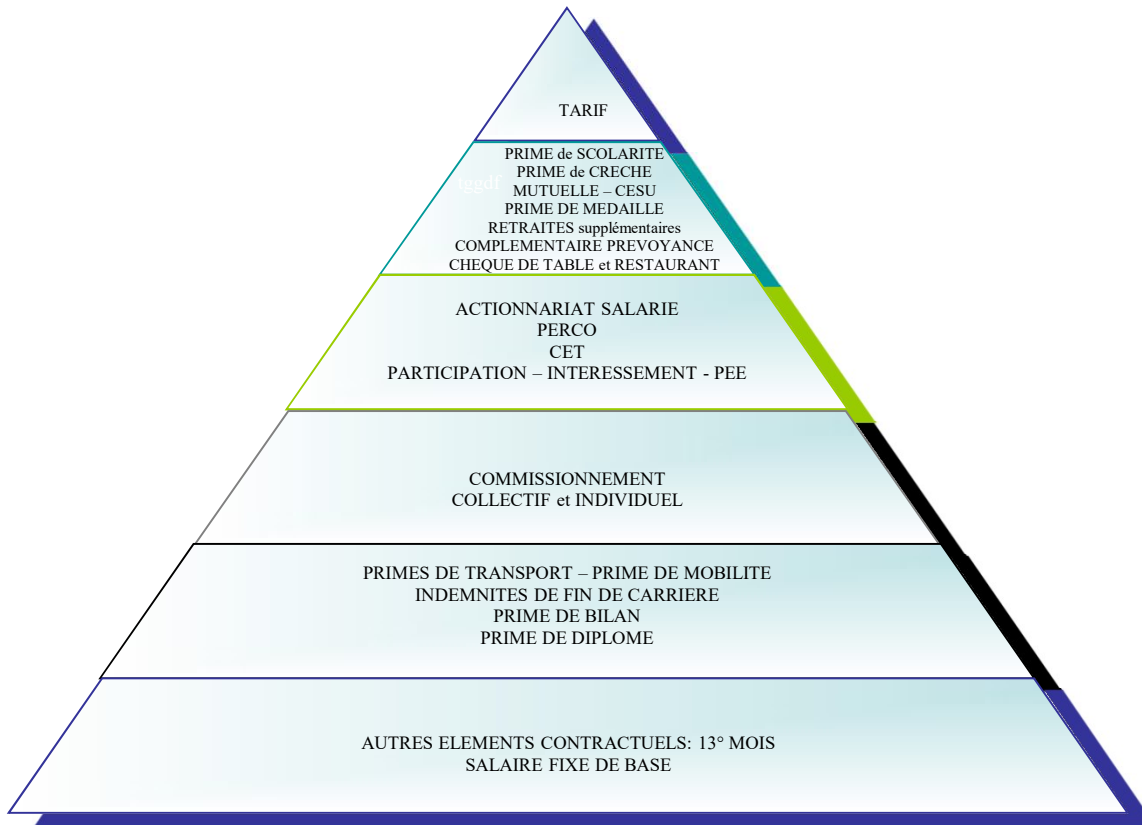 TARIF
PRIME de SCOLARITE
PRIME de CRECHE
fggdf
MUTUELLE – CESU
PRIME DE MEDAILLE
RETRAITES supplémentaires
COMPLEMENTAIRE PREVOYANCE
CHEQUE DE TABLE et RESTAURANT
ACTIONNARIAT SALARIE
PERCO
CET
PARTICIPATION – INTERESSEMENT - PEE
COMMISSIONNEMENT
COLLECTIF et INDIVIDUEL
PRIMES DE TRANSPORT – PRIME DE MOBILITE
INDEMNITES DE FIN DE CARRIERE
PRIME DE BILAN
PRIME DE DIPLOME
AUTRES ELEMENTS CONTRACTUELS: 13° MOIS
SALAIRE FIXE DE BASE